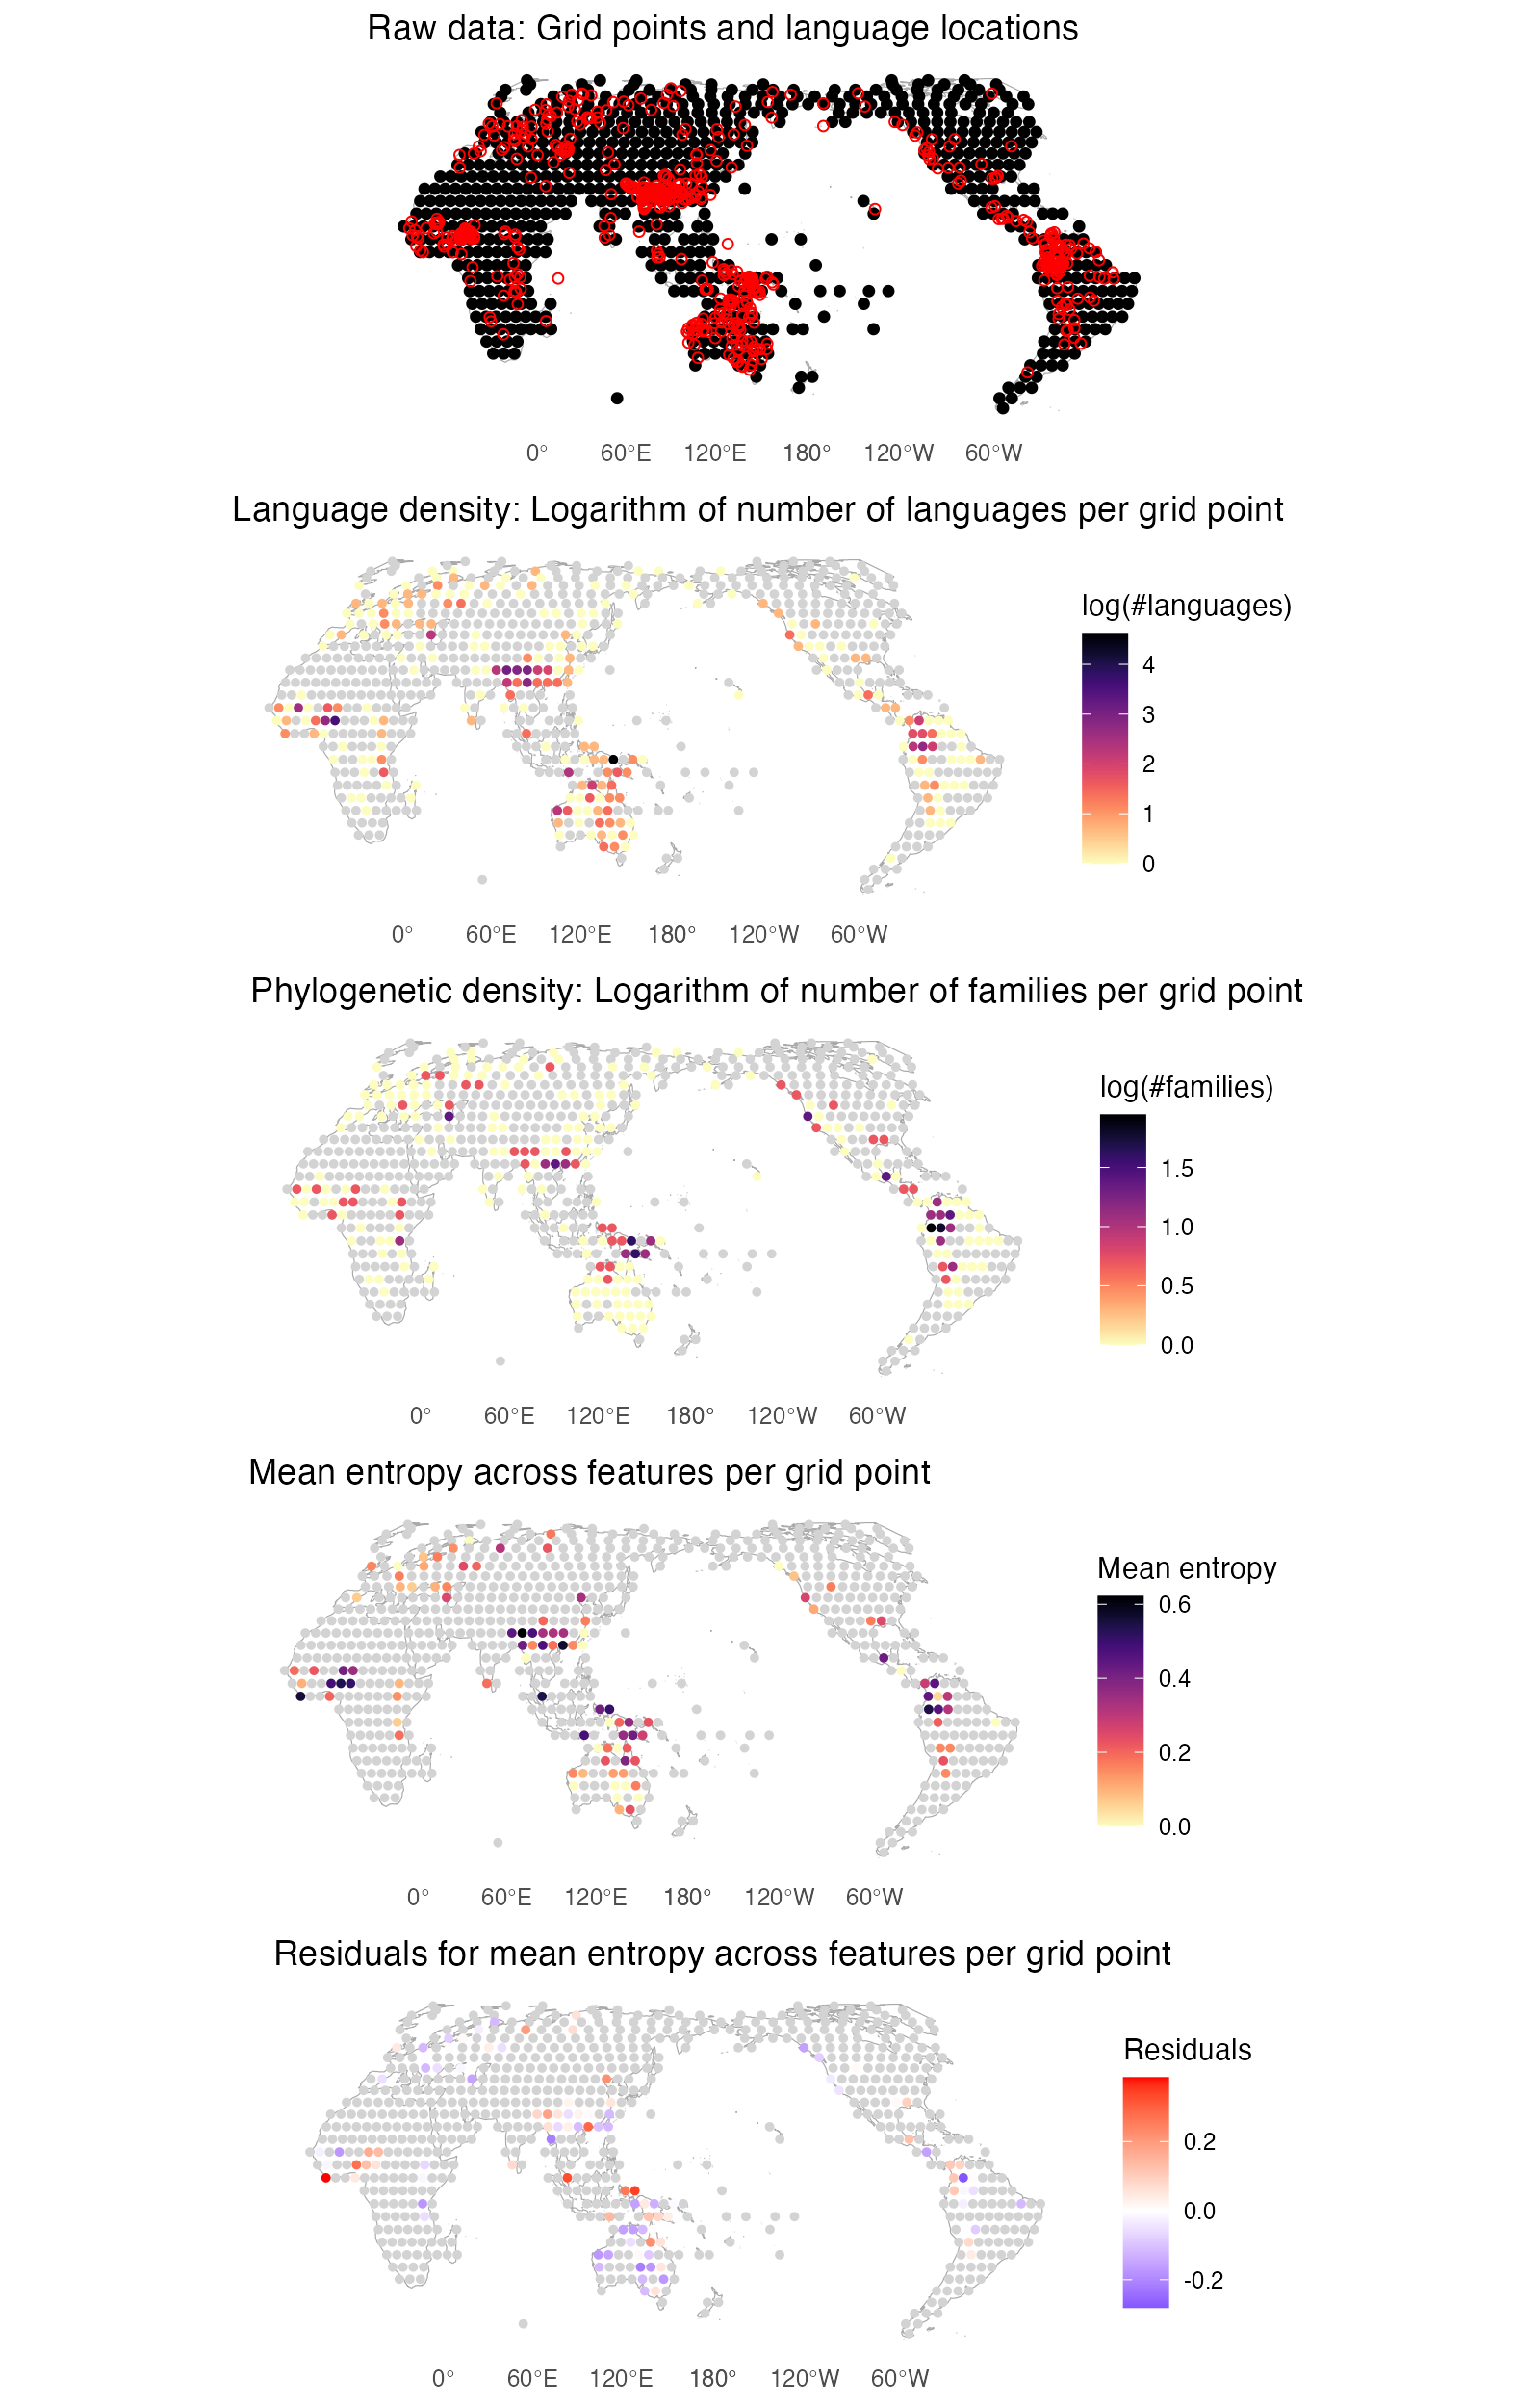 Raw data: Grid points and language locations
0° 60°E 120°E 180° 120°W 60°W
Language density: Logarithm of number of languages per grid point
log(#languages)
4
3
2
1
0
0° 60°E 120°E 180° 120°W 60°W
Phylogenetic density: Logarithm of number of families per grid point
log(#families)
1.5
1.0
0.5
0.0
0° 60°E 120°E 180° 120°W 60°W
Mean entropy across features per grid point
Mean entropy
0.6
0.4
0.2
0.0
0° 60°E 120°E 180° 120°W 60°W
Residuals for mean entropy across features per grid point
Residuals
0.2
0.0
-0.2
0° 60°E 120°E 180° 120°W 60°W